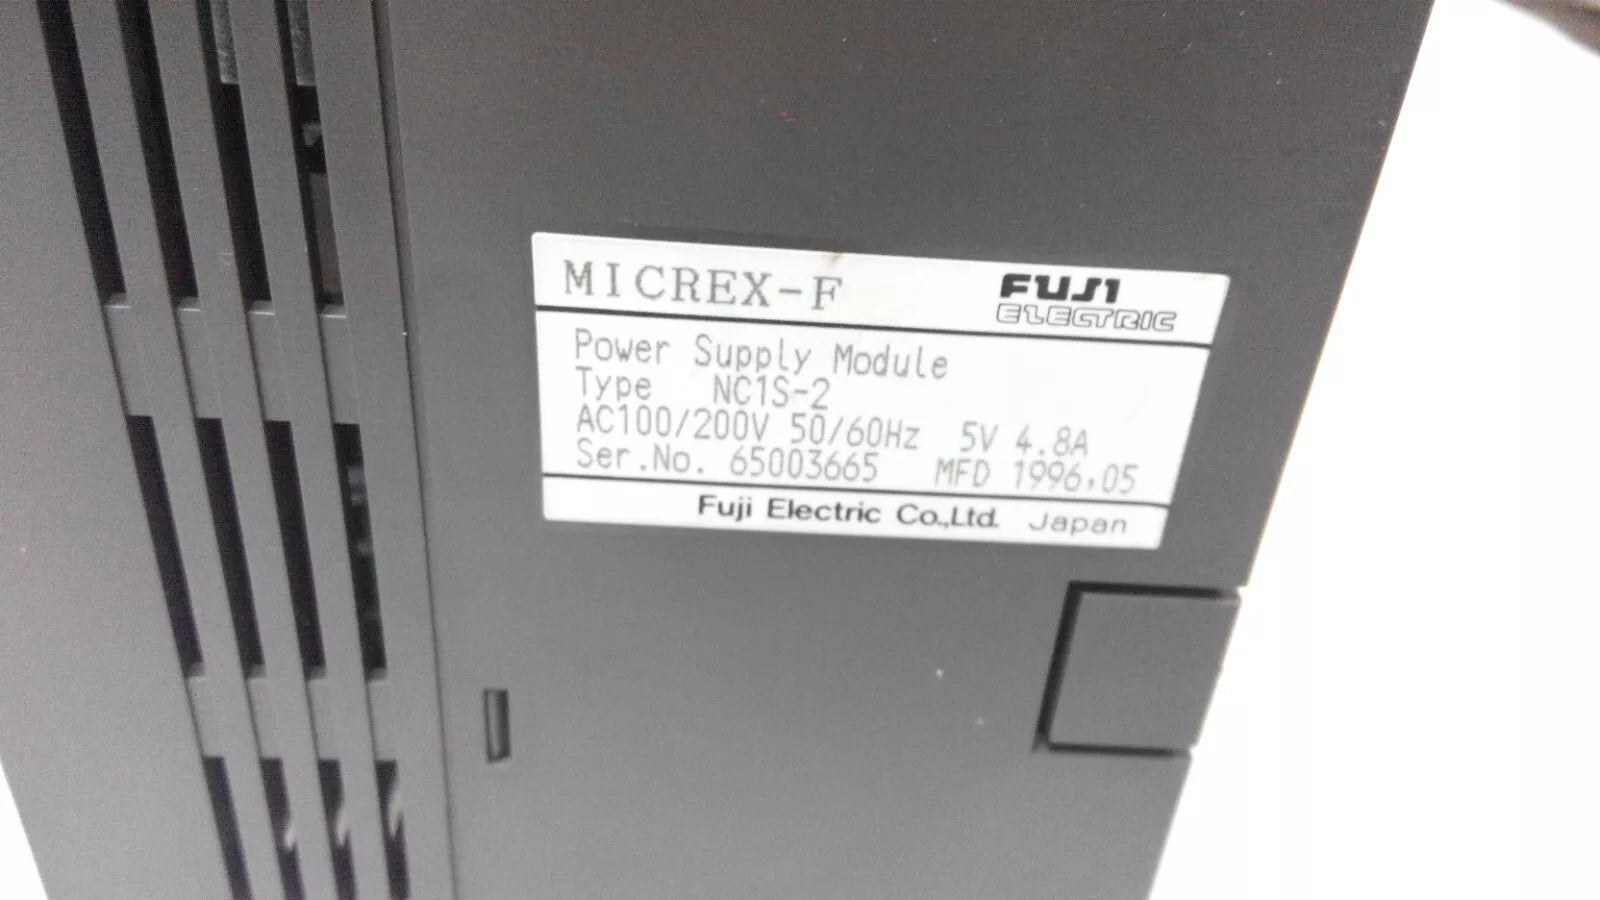 MICREX-F FUJI
ELECTRIC
Power Supply Module
Type NC1S-2
AC100/200V 50/60Hz 5V 4.8A
Ser.No. 65003665 MFD 1996,05
Fuji Electric Co.,Ltd. Japan